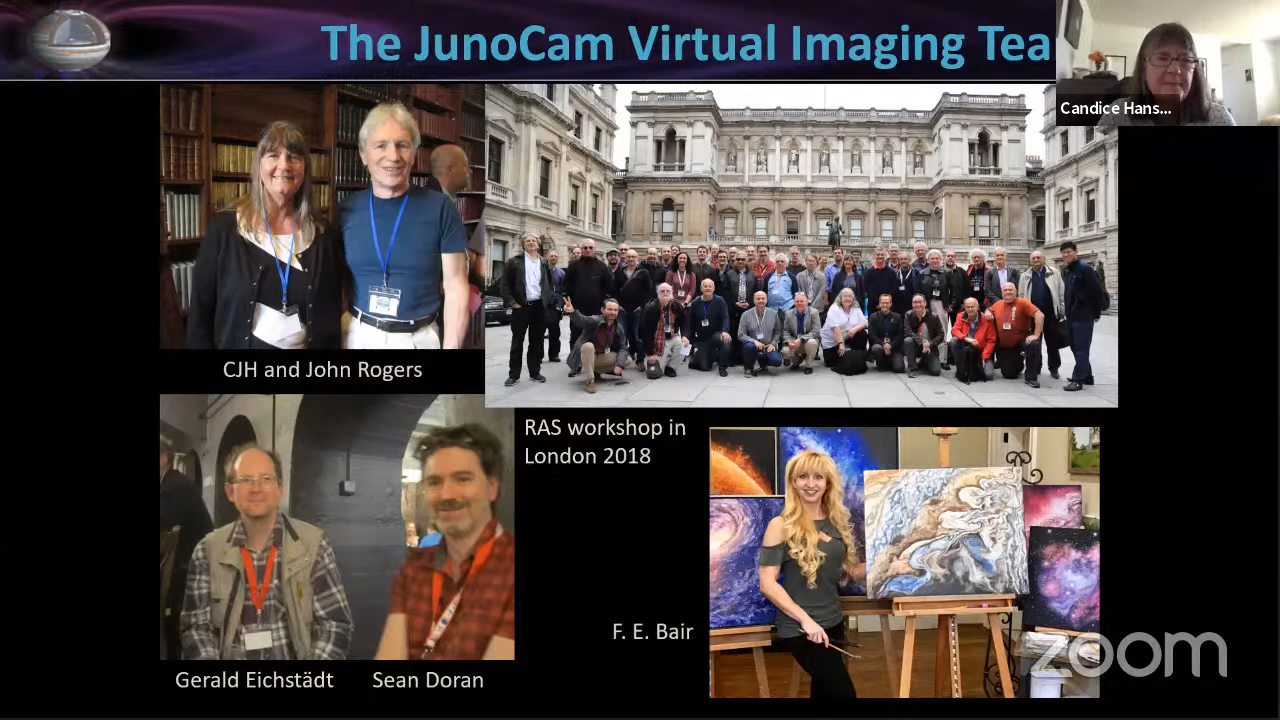 The JunoCam Virtual Imaging Tea
Candice Hans...
CJH and John Rogers
RAS workshop in
London 2018
F. E. Bair
Gerald Eichstädt
Sean Doran
zoom